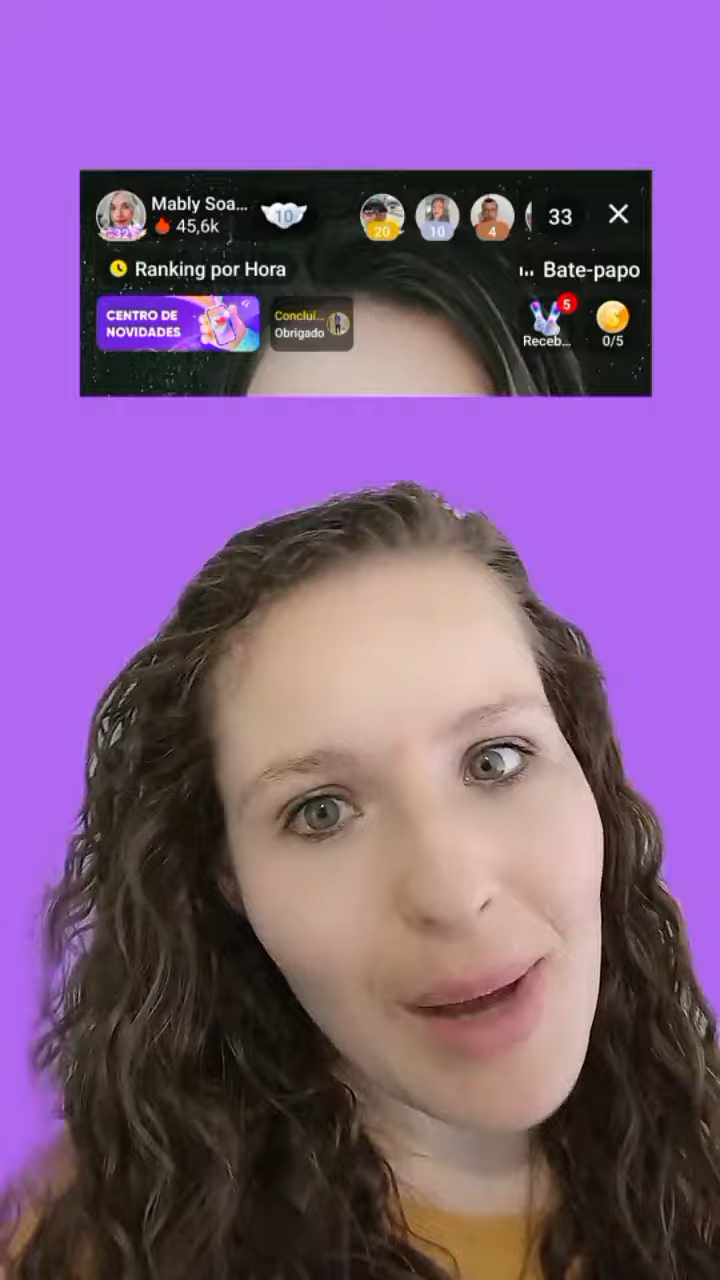 Mably Soa...
45,6k
10
20
10
4
33
Ranking por Hora
Bate-papo
CENTRO DE
NOVIDADES
Concluí...
Obrigado
5
Receb...
0/5